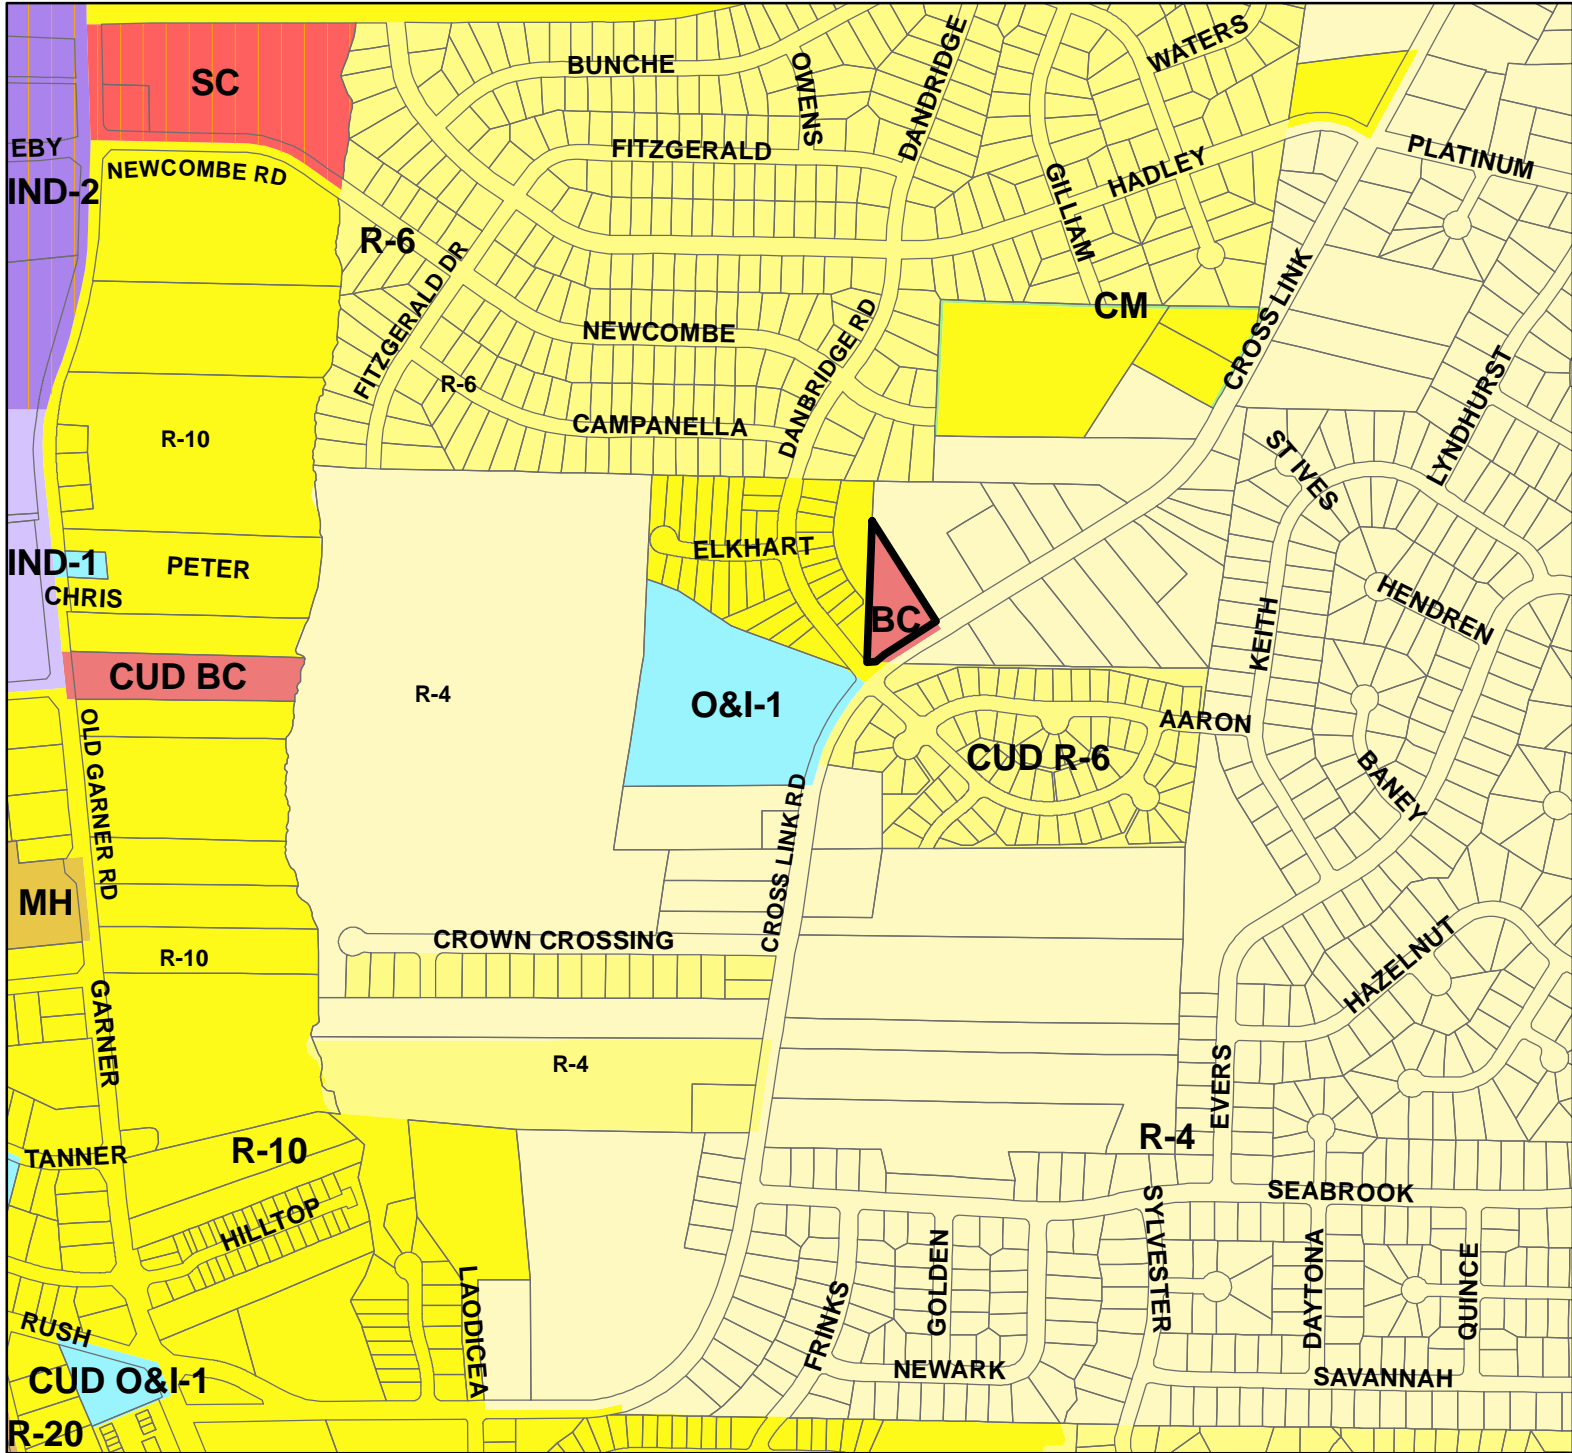 WATERS
BUNCHE
SC
OWENS
DANDRIDGE
EBY
NEWCOMBE RD
FITZGERALD
PLATINUM
IND-2
GILLIAM
HADLEY
R-6
FITZGERALD DR
CM
CROSS LINK
NEWCOMBE
DANBRIDGE RD
R-6
CAMPANELLA
LYNDHURST
R-10
ST IVES
ELKHART
IND-1
PETER
CHRIS
BC
HENDREN
KEITH
CUD BC
R-4
O&I-1
AARON
OLD GARNER RD
CUD R-6
BANEY
CROSS LINK RD
MH
CROWN CROSSING
R-10
HAZELNUT
GARNER
R-4
EVERS
R-4
TANNER
R-10
SEABROOK
HILLTOP
SYLVESTER
GOLDEN
DAYTONA
QUINCE
LAODICEA
FRINKS
RUSH
NEWARK
SAVANNAH
CUD O&I-1
R-20